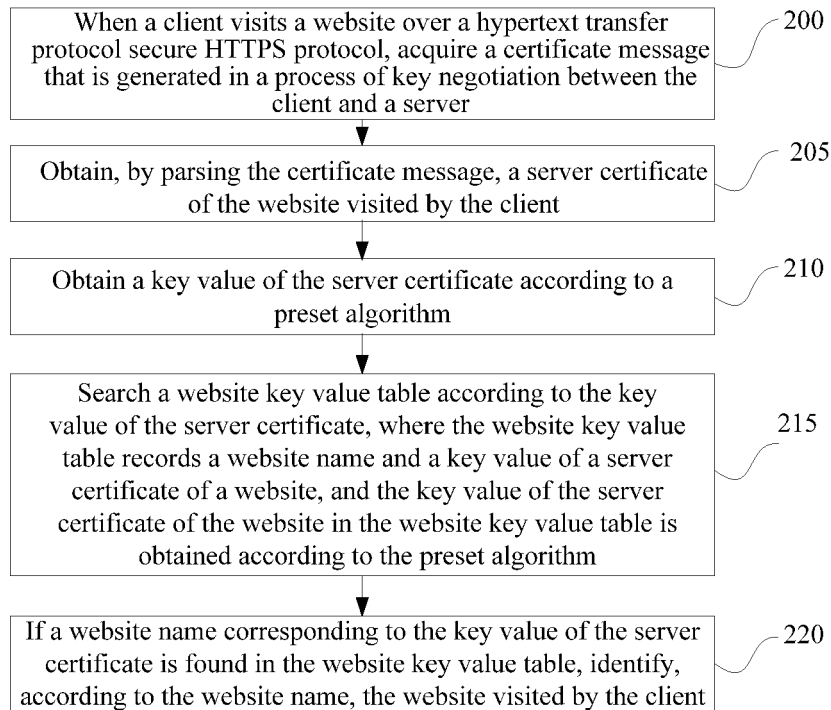 When a client visits a website over a hypertext transfer
protocol secure HTTPS protocol, acquire a certificate message
that is generated in a process of key negotiation between the
client and a server
200
Obtain, by parsing the certificate message, a server certificate
of the website visited by the client
205
Obtain a key value of the server certificate according to a
preset algorithm
210
Search a website key value table according to the key
value of the server certificate, where the website key value
table records a website name and a key value of a server
certificate of a website, and the key value of the server
certificate of the website in the website key value table is
obtained according to the preset algorithm
215
If a website name corresponding to the key value of the server
certificate is found in the website key value table, identify,
according to the website name, the website visited by the client
220